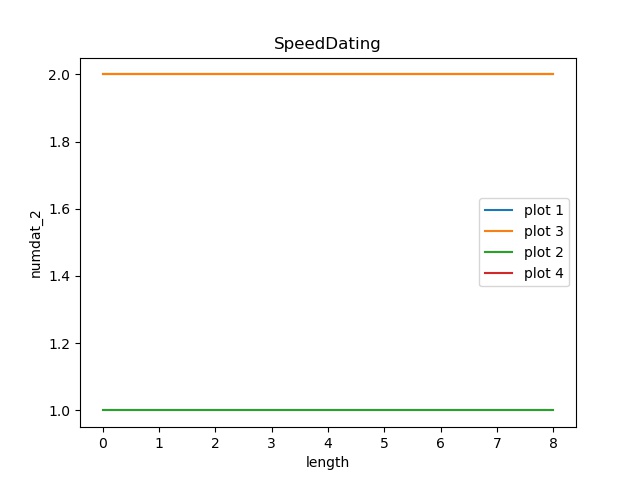 SpeedDating
2.0
1.8
1.6
1.4
1.2
1.0
numdat_2
plot 1
plot 3
plot 2
plot 4
0 1 2 3 4 5 6 7 8
length